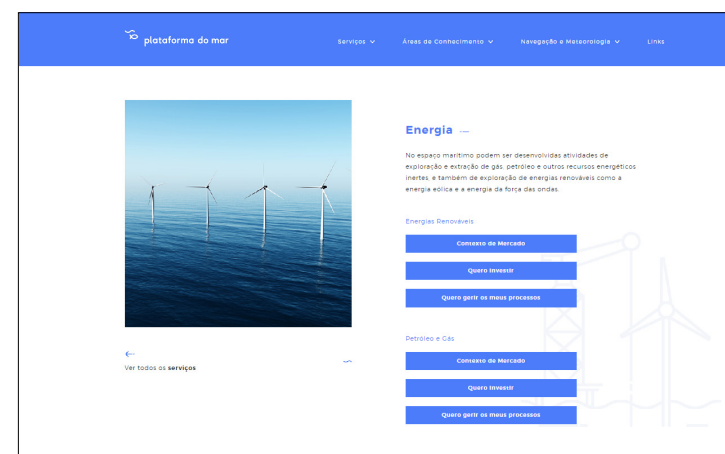 plataforma do mar
Serviços
Áreas de Conhecimento
Navegação e Meteorologia
Links
Energia
No espaço marítimo podem ser desenvolvidas atividades de
exploração e extração de gás, petróleo e outros recursos energéticos
inertes, e também de exploração de energias renováveis como a
energia eólica e a energia da força das ondas.
Energias Renováveis
Contexto de Mercado
Quero Investir
Quero gerir os meus processos
Petróleo e Gás
Contexto de Mercado
Quero Investir
Quero gerir os meus processos
Ver todos os serviços